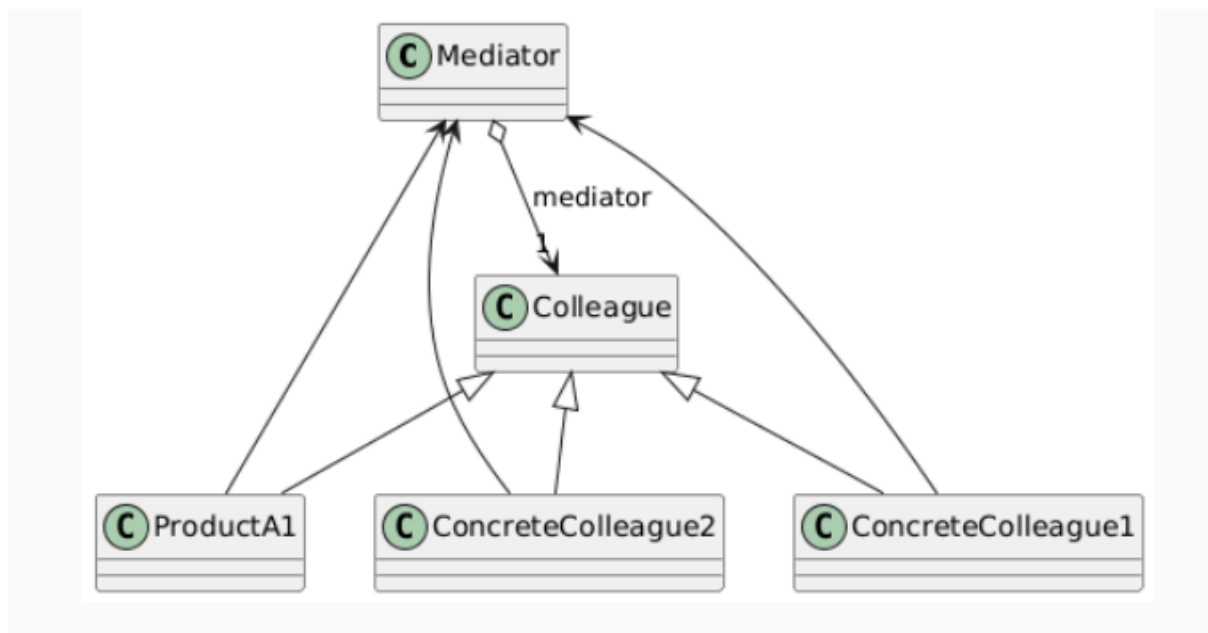 C Mediator
mediator
1
C Colleague
C ProductA1
C ConcreteColleague2
C ConcreteColleague1